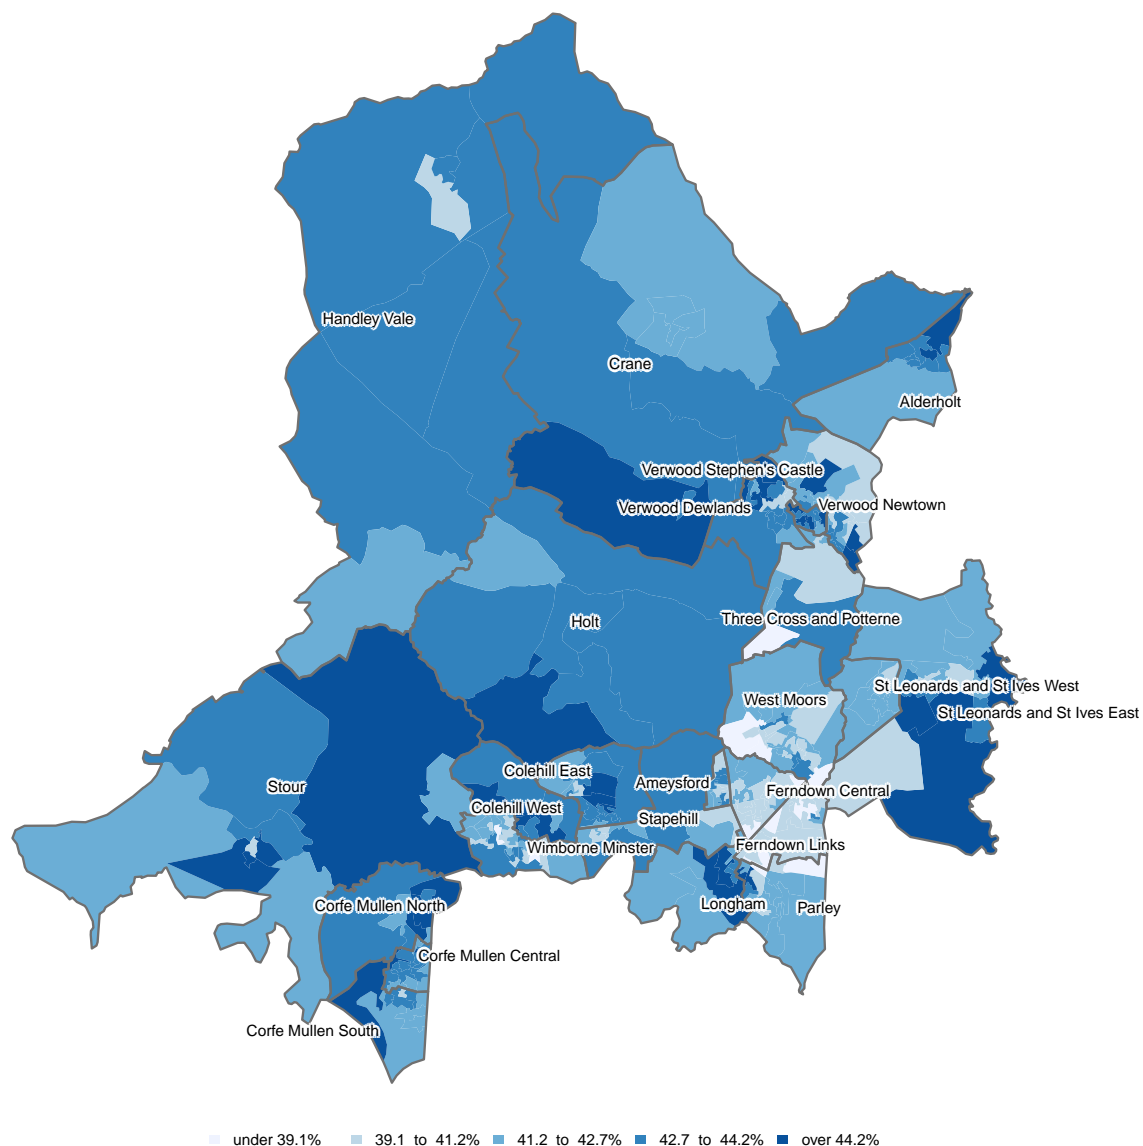 Handley Vale
Crane
Alderholt
Verwood Stephen's Castle
Verwood Dewlands
Verwood Newtown
Holt
Three Cross and Potterne
St Leonards and St Ives West
West Moors
St Leonards and St Ives East
Colehill East
Ameysford
Stour
Ferndown Central
Colehill West
Stapehill
Wimborne Minster
Ferndown Links
Longham
Parley
Corfe Mullen North
Corfe Mullen Central
Corfe Mullen South
under 39.1% 39.1 to 41.2% 41.2 to 42.7% 42.7 to 44.2% over 44.2%